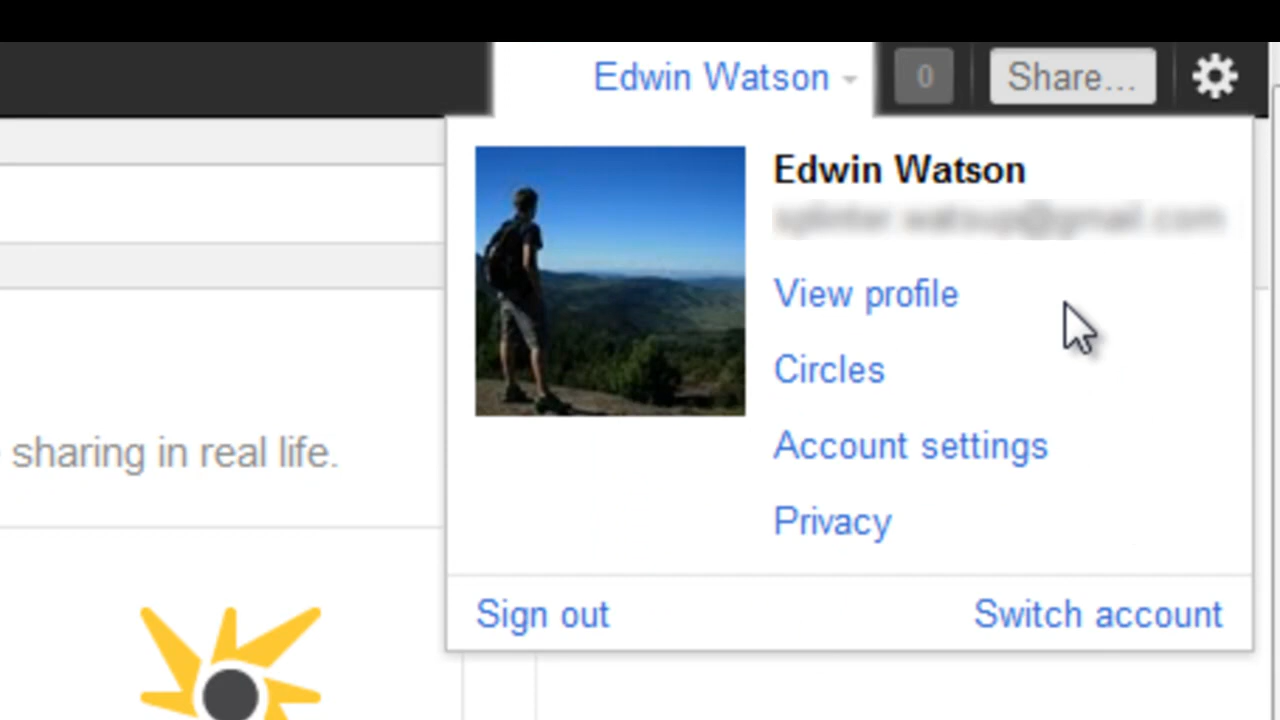 Edwin Watson
0
Share...
Edwin Watson
View profile
Circles
Account settings
Privacy
sharing in real life.
Sign out
Switch account